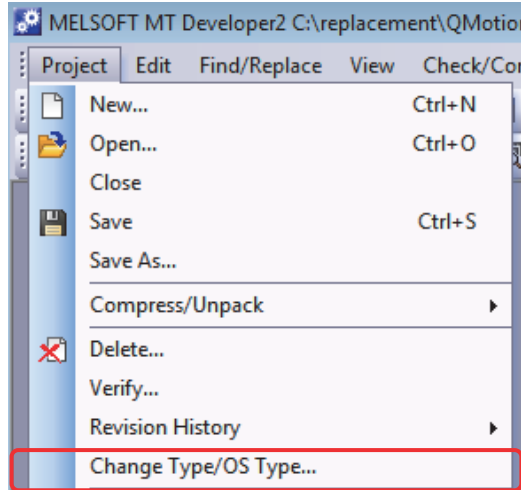 MELSOFT MT Developer2 C:\replacement\QMotio
Project Edit Find/Replace View Check/Co
New... Ctrl+N
Open... Ctrl+O
Close
Save Ctrl+S
Save As...
Compress/Unpack
Delete...
Verify...
Revision History
Change Type/OS Type...